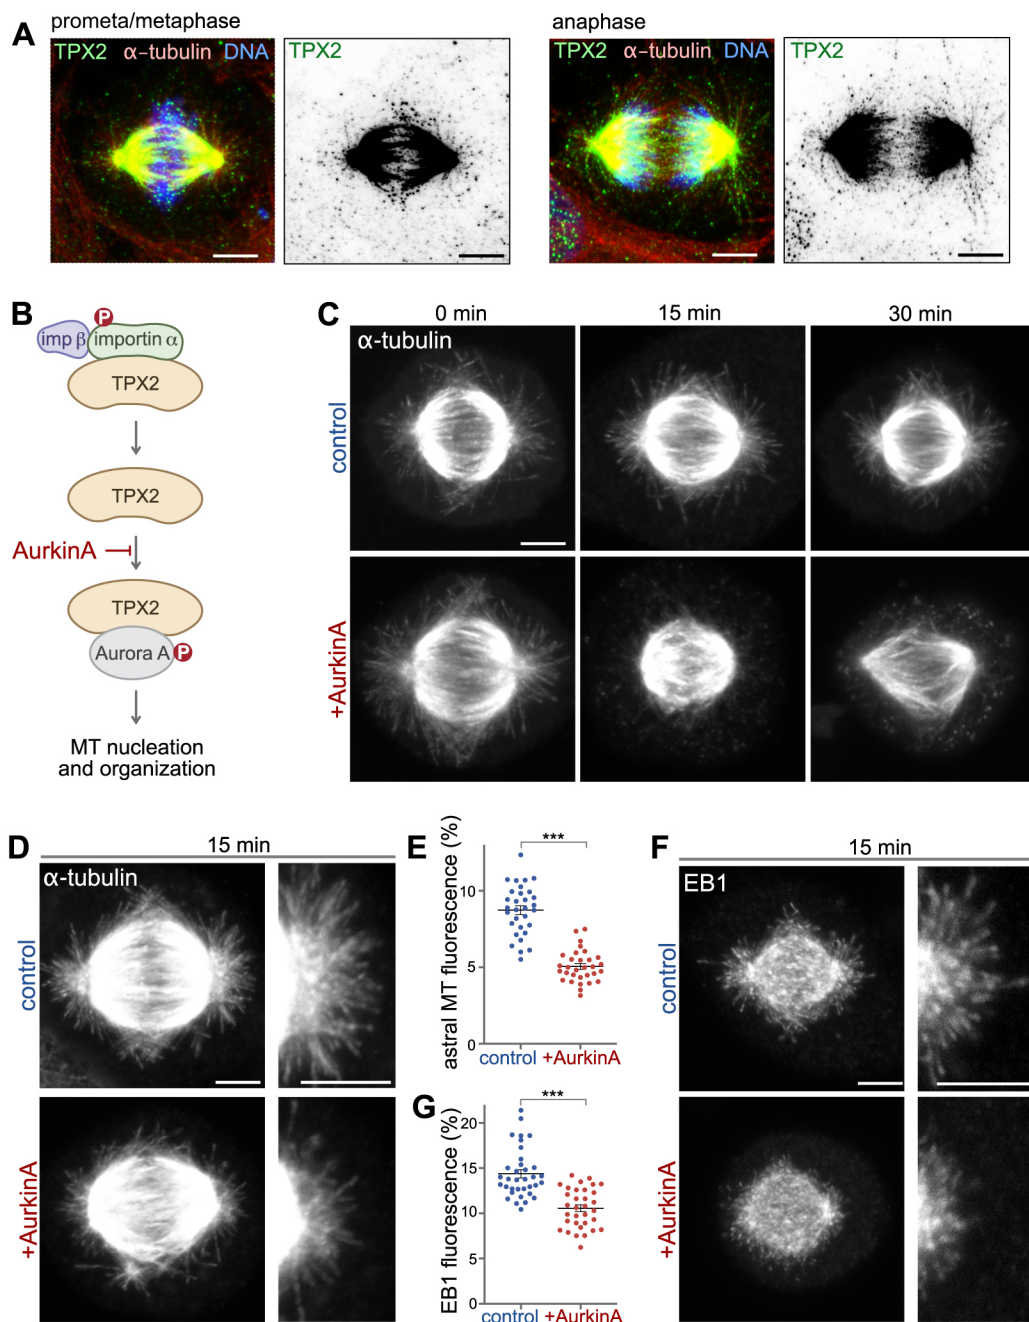 A
prometa/metaphase
TPX2 α-tubulin DNA
TPX2
anaphase
TPX2 α-tubulin DNA
TPX2
B
P
imp β importin α
TPX2
TPX2
AurkinA
TPX2
Aurora A P
MT nucleation
and organization
C
0 min 15 min 30 min
α-tubulin
control
+AurkinA
D
15 min
α-tubulin
control
+AurkinA
E
astral MT fluorescence (%)
***
10
5
0
control +AurkinA
F
15 min
EB1
control
+AurkinA
G
EB1 fluorescence (%)
***
20
15
10
5
0
control +AurkinA